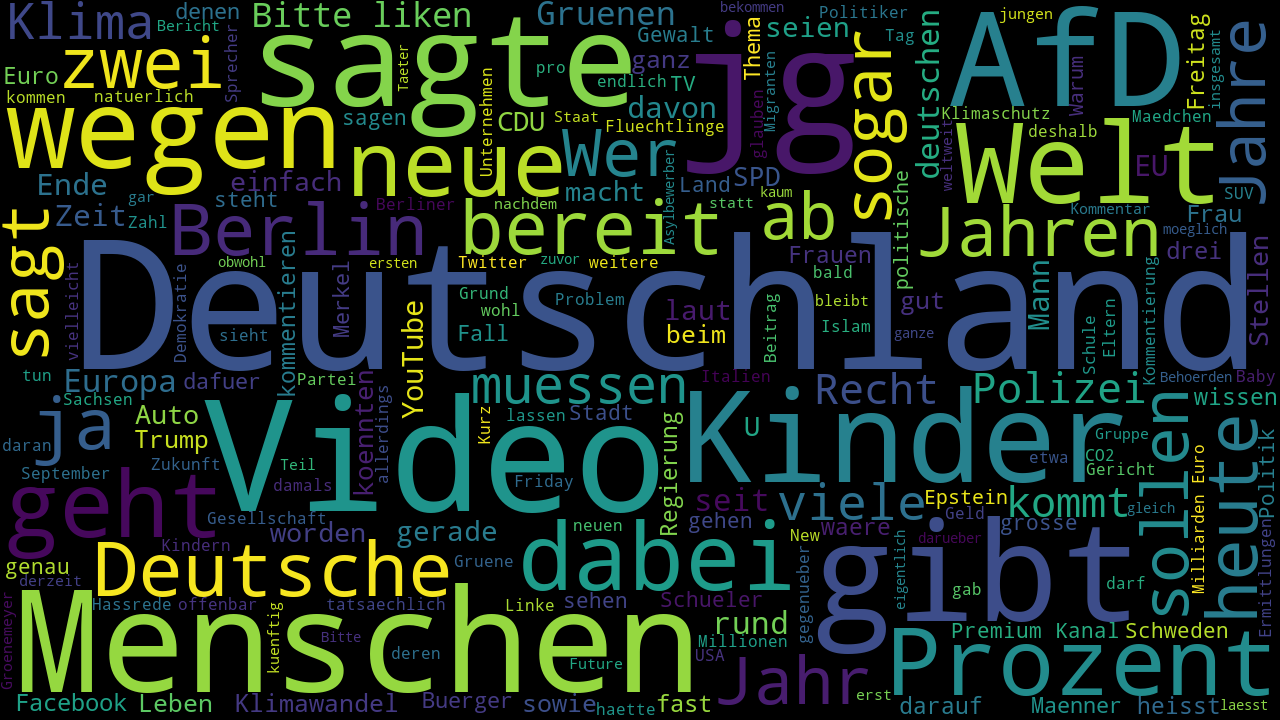 Klima
Bericht
denen
Bitte liken
Gruenen
bekommen
Politiker
jungen
Sprecher
zwei
sagte
Taeter
Gewalt
seien
Tag
AfD
Freitag
insgesamt
Jahre
Euro
kommen
natuerlich
pro
endlich
ganz
TV
Thema
jg
sogar
deutschen
Warum
Klimaschutz
Maedchen
wegen
sagen
Unternehmen
CDU
Staat
davon
Fluechtlinge
glauben
Migranten
deshalb
Welt
weltweit
EU
SUV
neue
Wer
Ende
einfach
macht
Land
SPD
steht
gar
Zeit
Zahl
Berliner
nachdem
Asylbewerber
statt
kaum
ab
politische
Kommentar
moeglich
Frau
sagt
Berlin
bereit
Jahren
drei
vielleicht
Demokratie
obwohl
kommentieren
Merkel
ersten
Twitter
zuvor
weitere
Frauen
bald
Stellen
Deutschland
sieht
YouTube
Grund
wohl
Problem
Fall
laut
beim
Beitrag
bleibt
Islam
gut
ganze
Mann
Schule
Eltern
Kommentierung
tun
Europa
dafuer
Partei
muessen
Italien
Recht
Polizei
Behoerden
Baby
Sachsen
wissen
ja
daran
Auto
Trump
Video
koennten
allerdings
Kurz
lassen
Stadt
Regierung
U
Kinder
etwa
Gruppe
CO2
Gericht
sollen
heute
Politik
September
Zukunft
Teil
damals
Friday
geht
Gesellschaft
Kindern
worden
gerade
neuen
seit
gehen
viele
New
waere
Epstein
Geld
kommt
grosse
gleich
Milliarden Euro
Ermittlungen
genau
derzeit
Deutsche
Gruene
dabei
gegenueber
eigentlich
darueber
gibt
gab
darf
Groenemeyer
Menschen
Hassrede
offenbar
kuenftig
tatsaechlich
Bitte
deren
Linke
sehen
Schueler
Future
rund
Millionen
USA
Premium Kanal
Schweden
Prozent
Facebook
Leben
Klimawandel
Buerger
sowie
haette
fast
Jahr
erst
darauf
Maenner
heisst
laesst